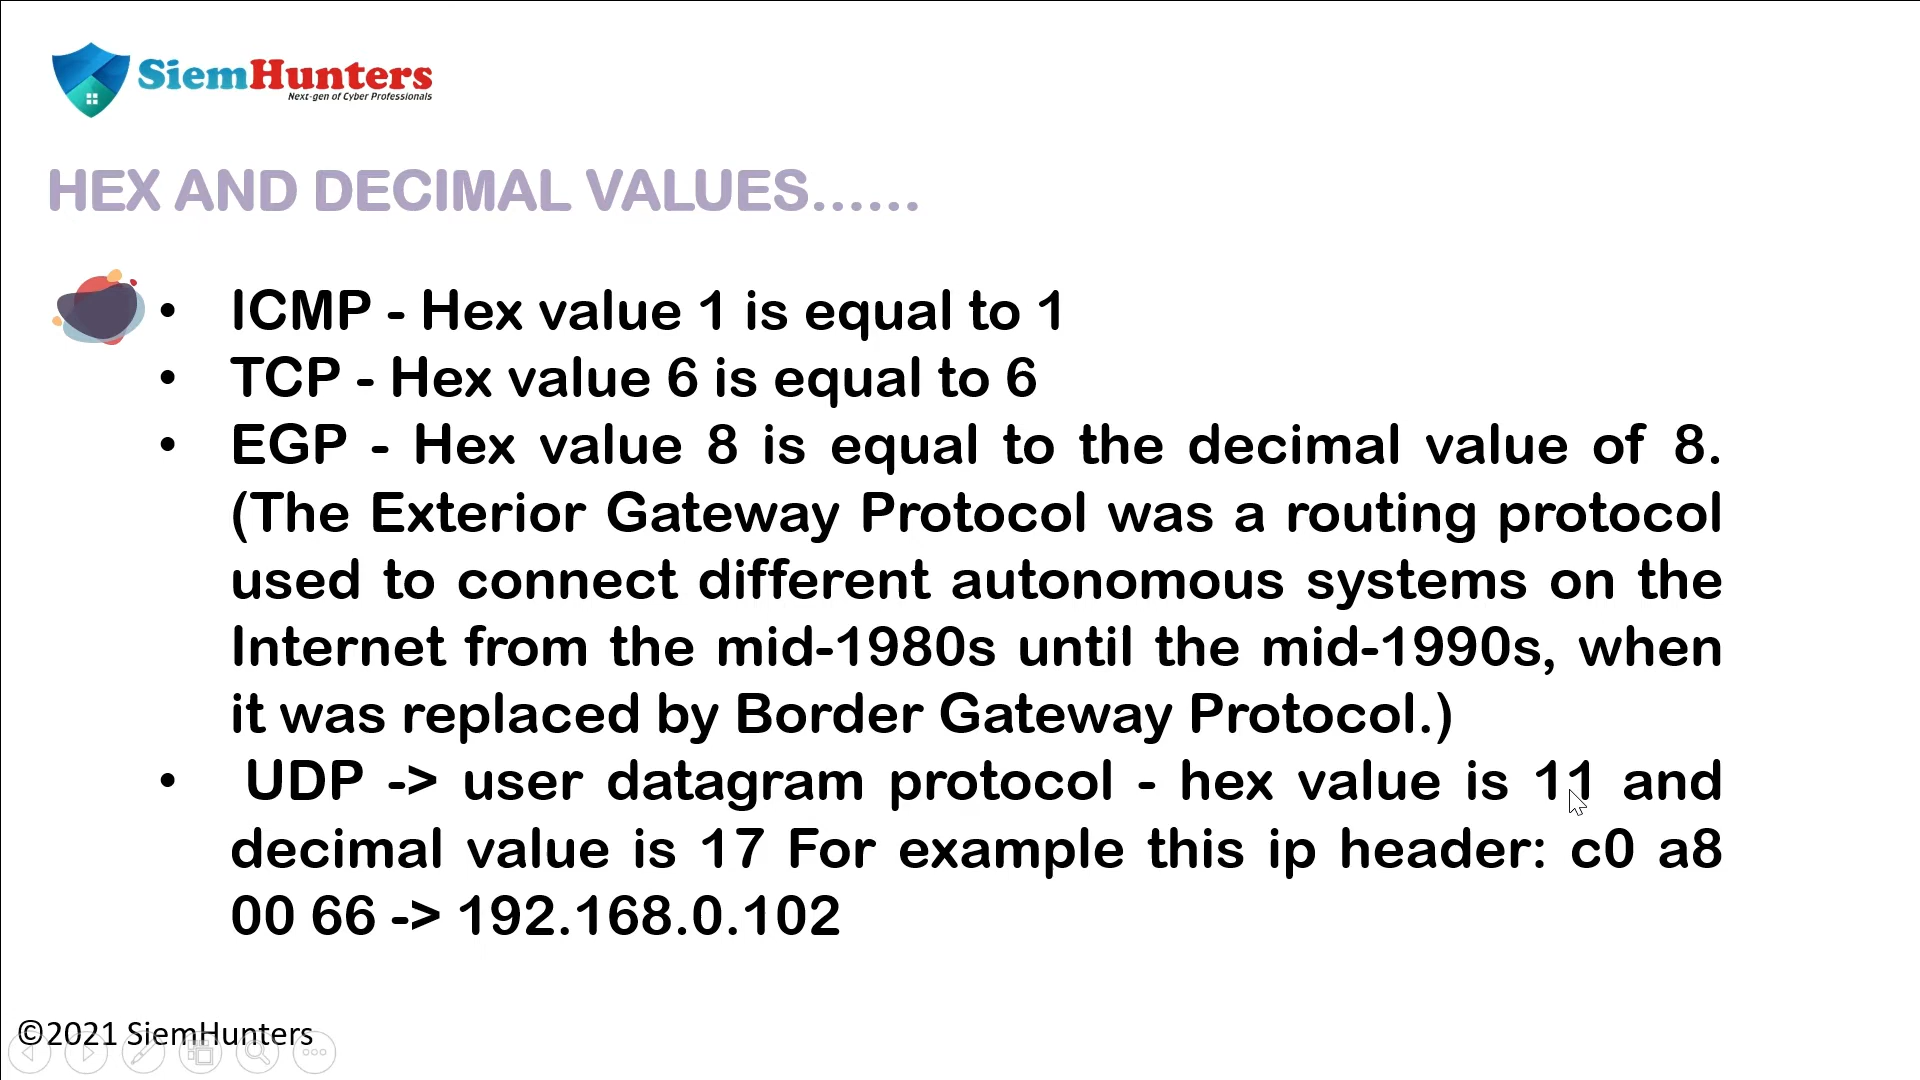 SiemHunters
Next-gen of Cyber Professionals
HEX AND DECIMAL VALUES......
• ICMP - Hex value 1 is equal to 1
• TCP - Hex value 6 is equal to 6
• EGP - Hex value 8 is equal to the decimal value of 8.
(The Exterior Gateway Protocol was a routing protocol
used to connect different autonomous systems on the
Internet from the mid-1980s until the mid-1990s, when
it was replaced by Border Gateway Protocol.)
• UDP -> user datagram protocol - hex value is 11 and
decimal value is 17 For example this ip header: c0 a8
00 66 -> 192.168.0.102
©2021 SiemHunters